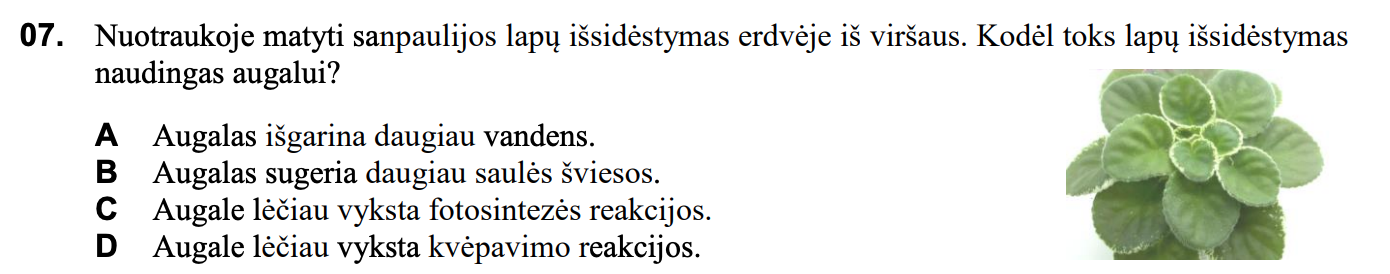 07. Nuotraukoje matyti sanpaulijos lapų išsidėstymas erdvėje iš viršaus. Kodėl toks lapų išsidėstymas
naudingas augalui?
A Augalas išgarina daugiau vandens.
B Augalas sugeria daugiau saulės šviesos.
C Augale lėčiau vyksta fotosintezės reakcijos.
D Augale lėčiau vyksta kvėpavimo reakcijos.